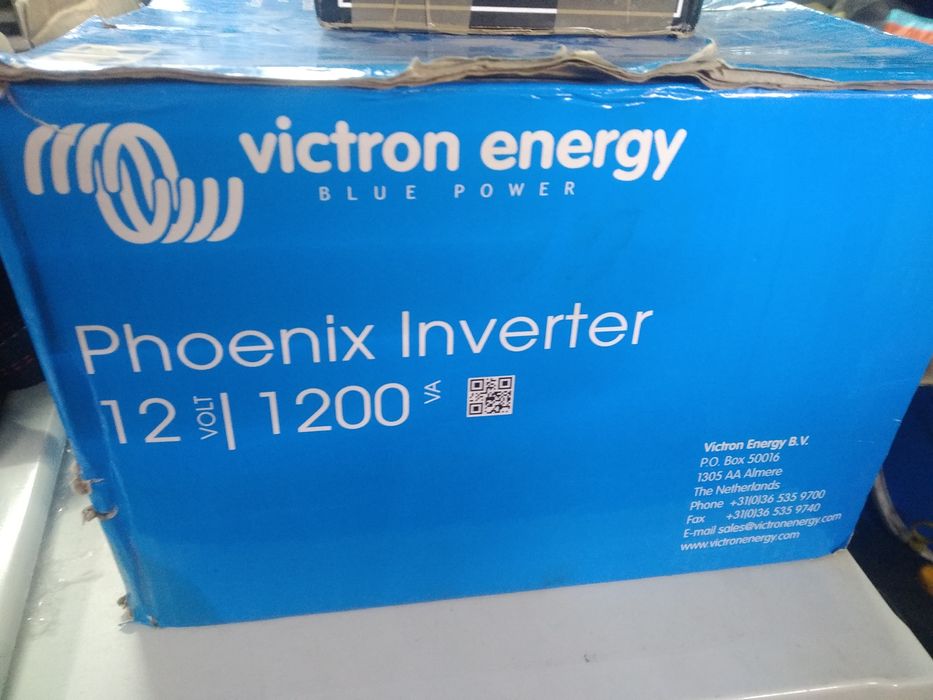 victron energy
BLUE POWER
Phoenix Inverter
12 VOLT | 1200 VA
Victron Energy B.V.
P.O. Box 50016
1305 AA Almere
The Netherlands
Phone +31(0)36 535 9700
Fax +31(0)36 535 9740
E-mail sales@victronenergy.com
www.victronenergy.com